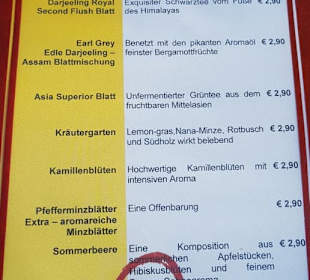 Darjeeling Royal Exquisiter Schwarztee vom Fuße € 2,90
Second Flush Blatt des Himalayas
Earl Grey Benetzt mit den pikanten Aromaöl € 2,90
Edle Darjeeling – feinster Bergamottfrüchte
Assam Blattmischung
Asia Superior Blatt Unfermentierter Grüntee aus dem € 2,90
fruchtbaren Mittelasien
Kräutergarten Lemon-gras,Nana-Minze, Rotbusch € 2,90
und Südholz wirkt belebend
Kamillenblüten Hochwertige Kamillenblüten mit € 2,90
intensiven Aroma
Pfefferminzblätter Eine Offenbarung € 2,90
Extra – aromareiche
Minzblätter
Sommerbeere Eine Komposition aus € 2,90
sommerlichen Apfelstücken,
Hibiskusblüten und feinem